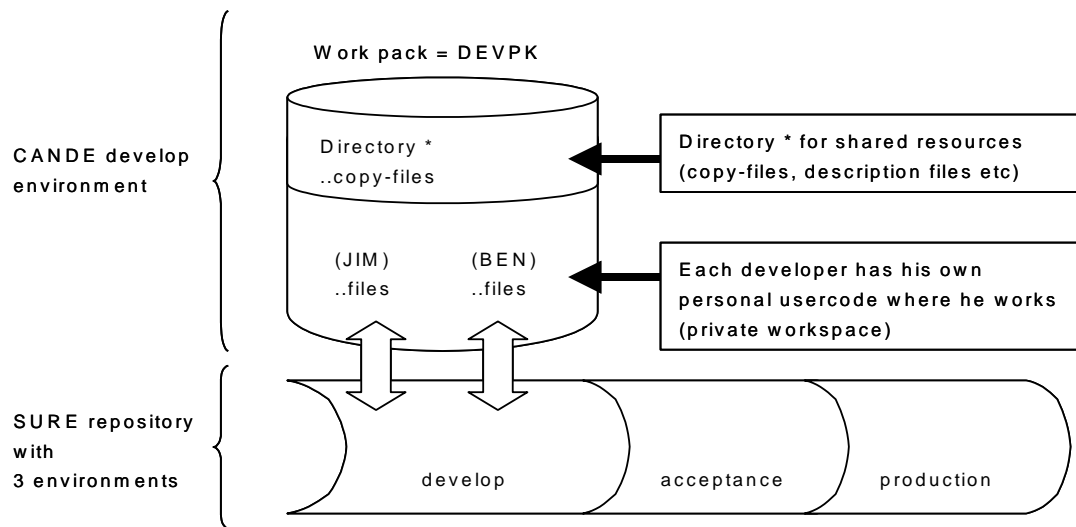 Work pack = DEVPK
CANDE develop
environment
Directory *
..copy-files
Directory * for shared resources
(copy-files, description files etc)
(JIM)
..files
(BEN)
..files
Each developer has his own
personal usercode where he works
(private workspace)
SURE repository
with
3 environments
develop
acceptance
production